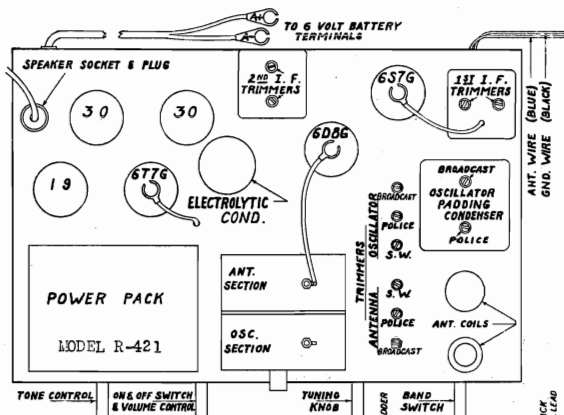 A+
A-
TO 6 VOLT BATTERY
TERMINALS
SPEAKER SOCKET & PLUG
2ND I.F.
TRIMMERS
6S7G
1ST I.F.
TRIMMERS
ANT. WIRE (BLUE)
GND. WIRE (BLACK)
30
30
19
6T7G
6D8G
ELECTROLYTIC
COND.
BROADCAST
OSCILLATOR
PADDING
CONDENSER
POLICE
TRIMMERS
OSCILLATOR
BROADCAST
POLICE
S.W.
ANTENNA
S.W.
POLICE
BROADCAST
ANT. COILS
POWER PACK
MODEL R-421
ANT.
SECTION
OSC.
SECTION
TONE CONTROL
ON & OFF SWITCH
& VOLUME CONTROL
TUNING
KNOB
BAND
SWITCH
LEAD